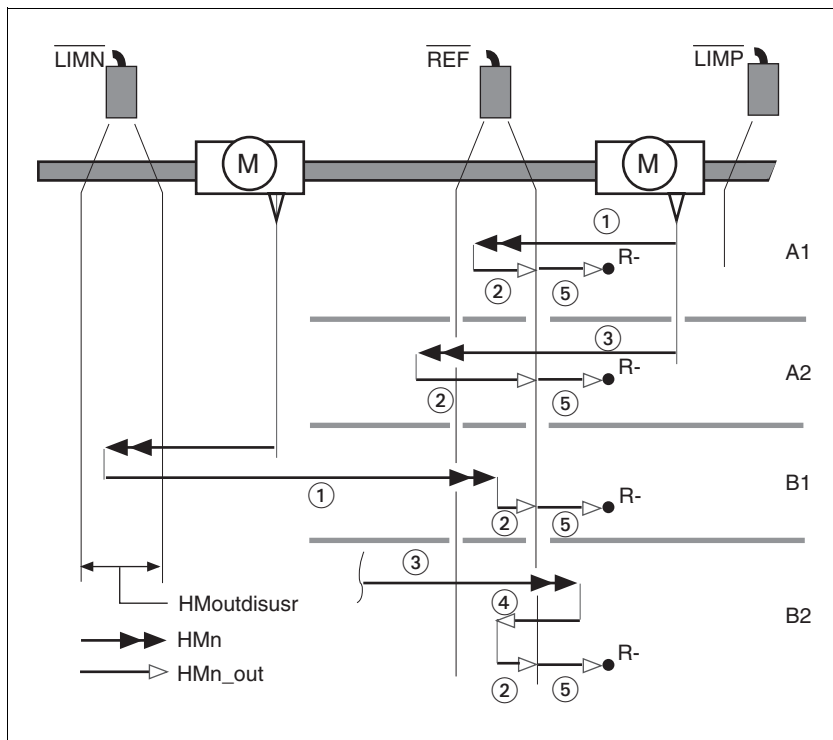 LIMN REF LIMP
M M
①
R- A1
② ⑤
③
R- A2
② ⑤
①
R- B1
② ⑤
③
HMoutdisusr ④ B2
HMn
R-
HMn_out
② ⑤